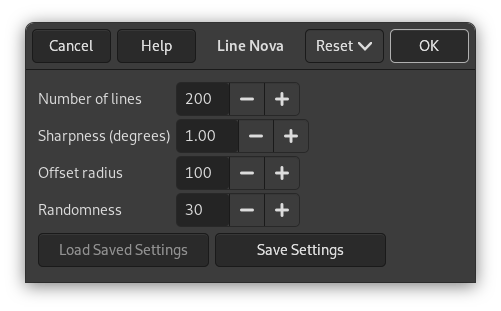 Cancel Help Line Nova Reset OK
Number of lines 200
Sharpness (degrees) 1.00
Offset radius 100
Randomness 30
Load Saved Settings Save Settings